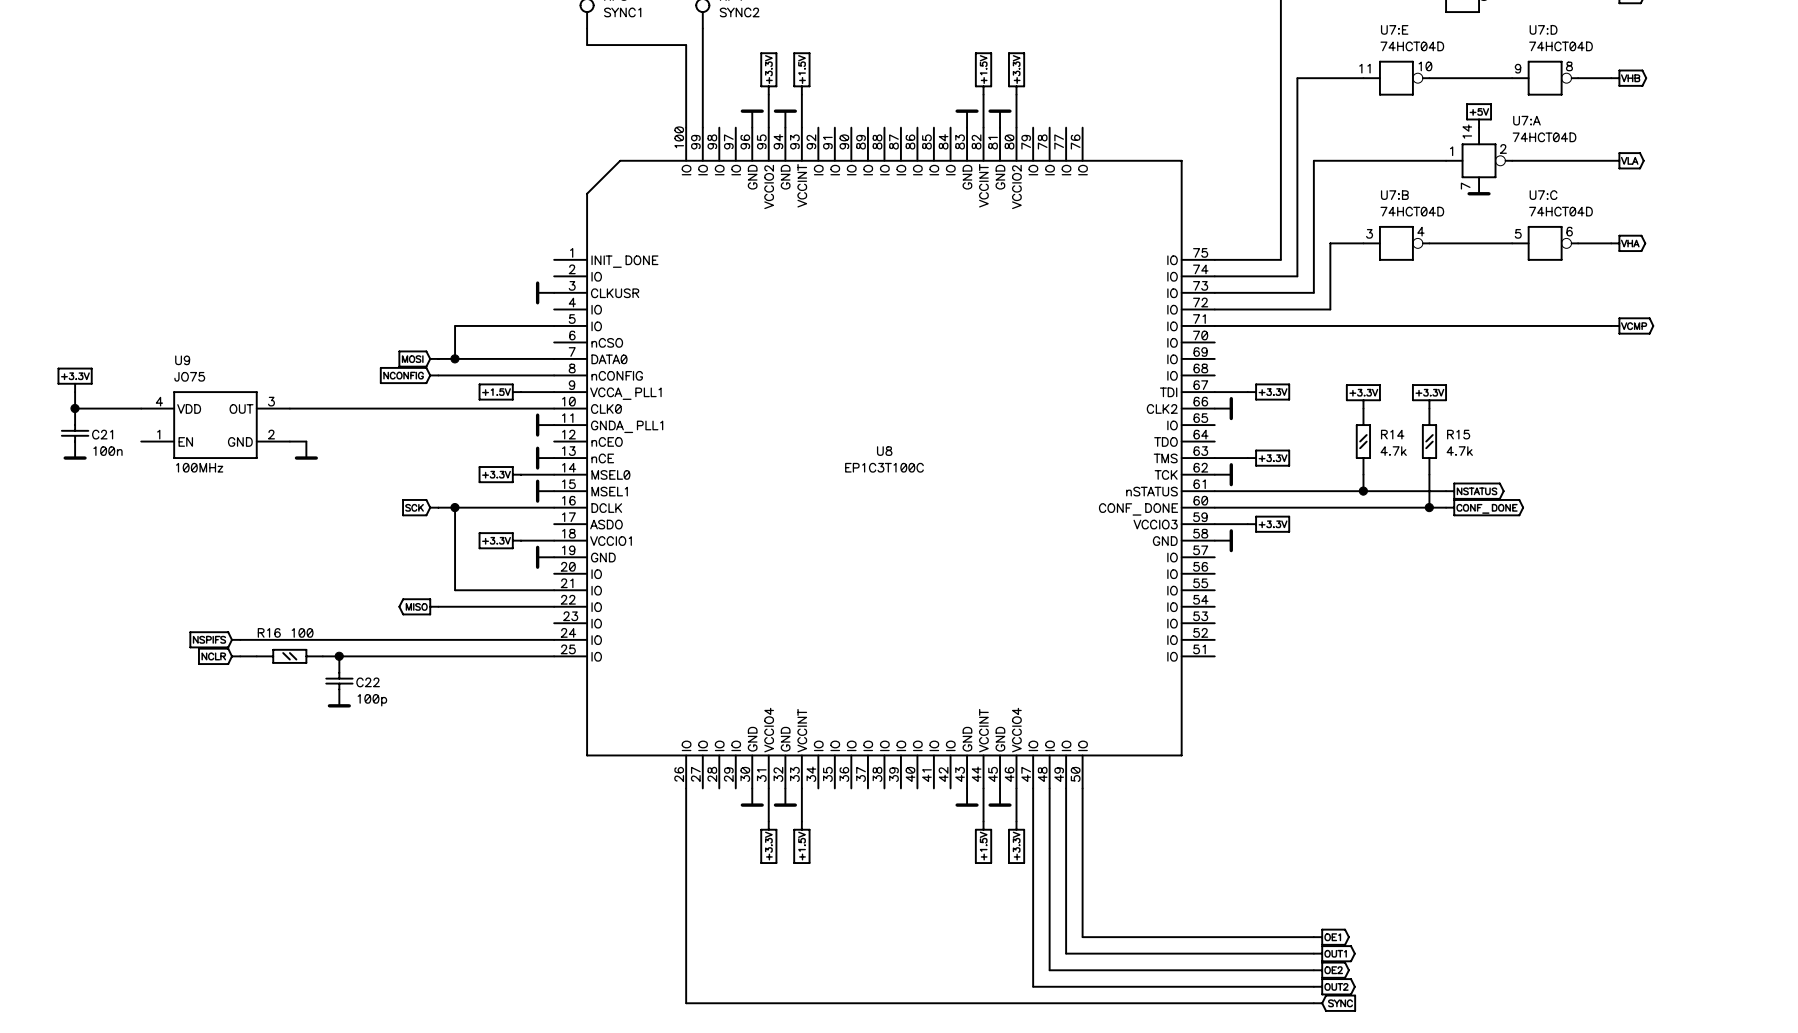 SYNC1
SYNC2
U7:E
74HCT04D
11
10
U7:D
74HCT04D
9
8
VHB
+5V
14
U7:A
74HCT04D
1
2
7
VLA
U7:B
74HCT04D
3
4
U7:C
74HCT04D
5
6
VHA
VCMP
+3.3V
+1.5V
+1.5V
+3.3V
100 99 98 97 96 95 94 93 92 91 90 89 88 87 86 85 84 83 82 81 80 79 78 77 76
IO IO IO IO GND VCCIO2 GND VCCINT IO IO IO IO IO IO IO IO IO GND VCCINT GND VCCIO2 IO IO IO IO
1 INIT_DONE
2 IO
3 CLKUSR
4 IO
5 IO
6 nCSO
MOSI 7 DATA0
NCONFIG 8 nCONFIG
+1.5V 9 VCCA_PLL1
10 CLK0
11 GNDA_PLL1
12 nCEO
13 nCE
+3.3V 14 MSEL0
15 MSEL1
SCK 16 DCLK
17 ASDO
+3.3V 18 VCCIO1
19 GND
20 IO
21 IO
MISO 22 IO
23 IO
NSPIFS 24 IO
NCLR 25 IO
R16 100
C22
100p
U9
JO75
+3.3V
4 VDD OUT 3
1 EN GND 2
100MHz
C21
100n
U8
EP1C3T100C
IO 75
IO 74
IO 73
IO 72
IO 71
IO 70
IO 69
IO 68
TDI 67 +3.3V
CLK2 66
IO 65
TDO 64
TMS 63 +3.3V
TCK 62
nSTATUS 61 NSTATUS
CONF_DONE 60 CONF_DONE
VCCIO3 59 +3.3V
GND 58
IO 57
IO 56
IO 55
IO 54
IO 53
IO 52
IO 51
+3.3V
+3.3V
R14
4.7k
R15
4.7k
IO IO IO IO GND VCCIO4 GND VCCINT IO IO IO IO IO IO IO IO IO GND VCCINT GND VCCIO4 IO IO IO IO
26 27 28 29 30 31 32 33 34 35 36 37 38 39 40 41 42 43 44 45 46 47 48 49 50
+3.3V
+1.5V
+1.5V
+3.3V
OE1
OUT1
OE2
OUT2
SYNC